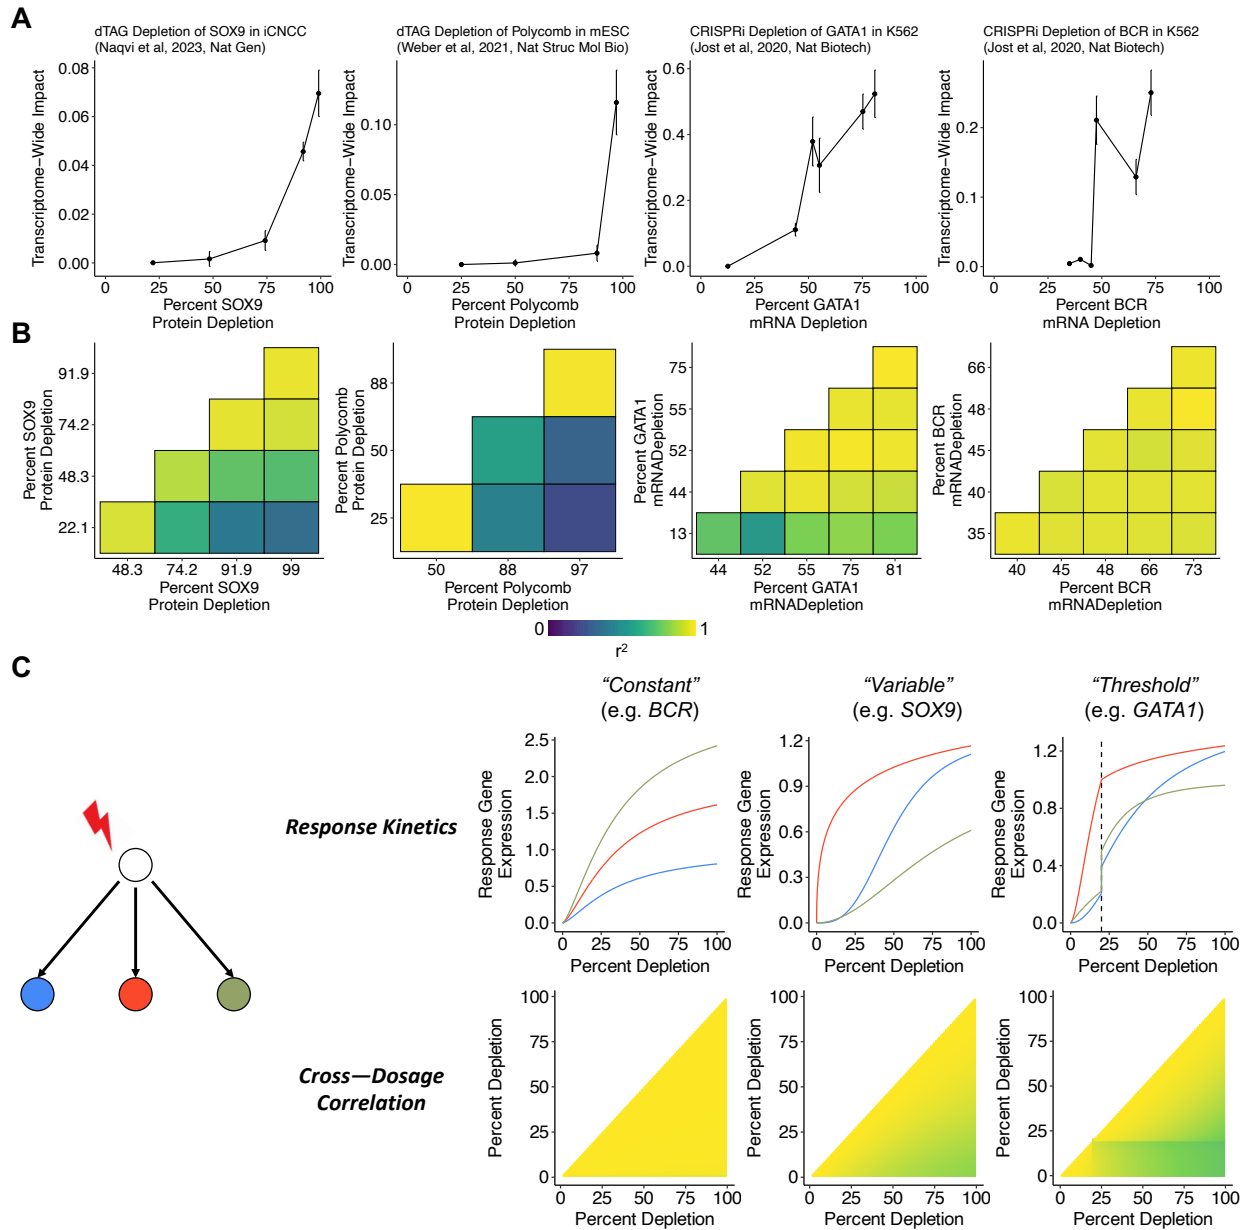 A
dTAG Depletion of SOX9 in iCNCC
(Naqvi et al, 2023, Nat Gen)
Transcriptome−Wide Impact
0.08
0.06
0.04
0.02
0.00
0 25 50 75 100
Percent SOX9
Protein Depletion
dTAG Depletion of Polycomb in mESC
(Weber et al, 2021, Nat Struc Mol Bio)
Transcriptome−Wide Impact
0.10
0.05
0.00
0 25 50 75 100
Percent Polycomb
Protein Depletion
CRISPRi Depletion of GATA1 in K562
(Jost et al, 2020, Nat Biotech)
Transcriptome−Wide Impact
0.6
0.4
0.2
0.0
0 25 50 75 100
Percent GATA1
mRNA Depletion
CRISPRi Depletion of BCR in K562
(Jost et al, 2020, Nat Biotech)
Transcriptome−Wide Impact
0.2
0.1
0.0
0 25 50 75 100
Percent BCR
mRNA Depletion
B
Percent SOX9
Protein Depletion
91.9
74.2
48.3
22.1
48.3 74.2 91.9 99
Percent SOX9
Protein Depletion
Percent Polycomb
Protein Depletion
88
50
25
50 88 97
Percent Polycomb
Protein Depletion
Percent GATA1
mRNADepletion
75
55
52
44
13
44 52 55 75 81
Percent GATA1
mRNADepletion
Percent BCR
mRNADepletion
66
48
45
40
35
40 45 48 66 73
Percent BCR
mRNADepletion
0 1
r²
C
Response Kinetics
Cross—Dosage
Correlation
“Constant”
(e.g. BCR)
Response Gene
Expression
2.5
2.0
1.5
1.0
0.5
0.0
0 25 50 75 100
Percent Depletion
“Variable”
(e.g. SOX9)
Response Gene
Expression
1.2
0.9
0.6
0.3
0.0
0 25 50 75 100
Percent Depletion
“Threshold”
(e.g. GATA1)
Response Gene
Expression
1.2
0.8
0.4
0.0
0 25 50 75 100
Percent Depletion
Percent Depletion
100
75
50
25
0
0 25 50 75 100
Percent Depletion
Percent Depletion
100
75
50
25
0
0 25 50 75 100
Percent Depletion
Percent Depletion
100
75
50
25
0
0 25 50 75 100
Percent Depletion